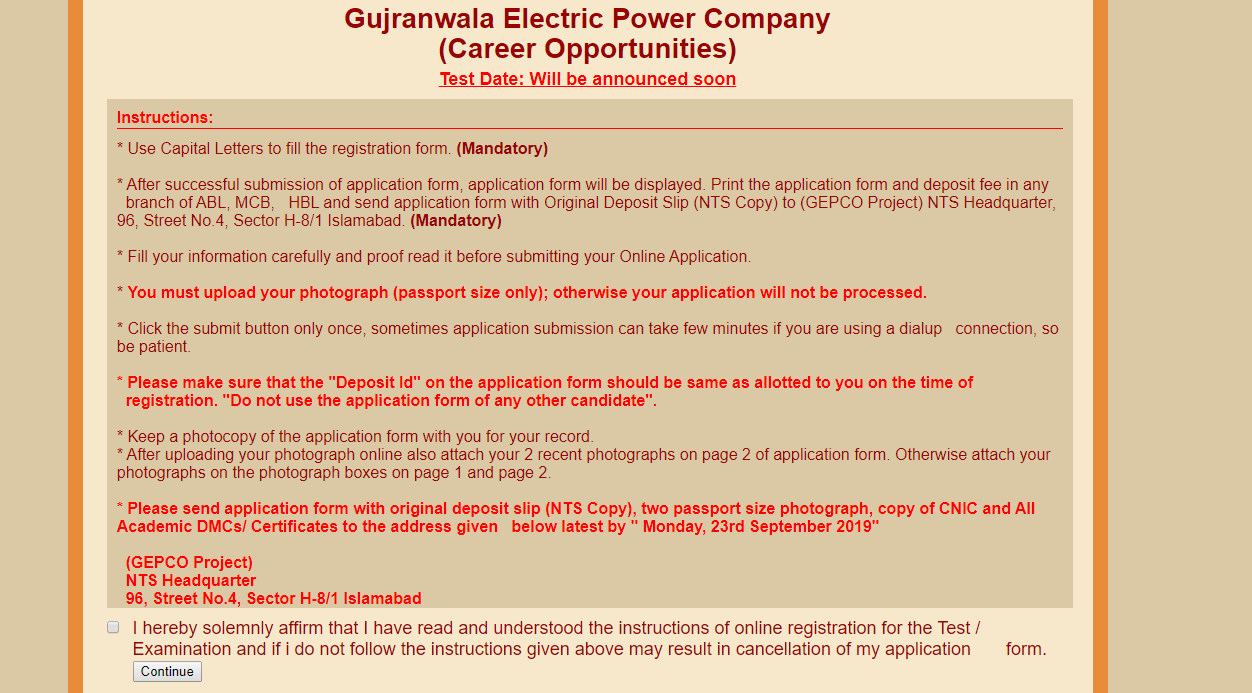 Gujranwala Electric Power Company
(Career Opportunities)
Test Date: Will be announced soon
Instructions:
* Use Capital Letters to fill the registration form. (Mandatory)
* After successful submission of application form, application form will be displayed. Print the application form and deposit fee in any
branch of ABL, MCB, HBL and send application form with Original Deposit Slip (NTS Copy) to (GEPCO Project) NTS Headquarter,
96, Street No.4, Sector H-8/1 Islamabad. (Mandatory)
* Fill your information carefully and proof read it before submitting your Online Application.
* You must upload your photograph (passport size only); otherwise your application will not be processed.
* Click the submit button only once, sometimes application submission can take few minutes if you are using a dialup connection, so
be patient.
* Please make sure that the "Deposit Id" on the application form should be same as allotted to you on the time of
registration. "Do not use the application form of any other candidate".
* Keep a photocopy of the application form with you for your record.
* After uploading your photograph online also attach your 2 recent photographs on page 2 of application form. Otherwise attach your
photographs on the photograph boxes on page 1 and page 2.
* Please send application form with original deposit slip (NTS Copy), two passport size photograph, copy of CNIC and All
Academic DMCs/ Certificates to the address given below latest by " Monday, 23rd September 2019"
(GEPCO Project)
NTS Headquarter
96, Street No.4, Sector H-8/1 Islamabad
I hereby solemnly affirm that I have read and understood the instructions of online registration for the Test /
Examination and if i do not follow the instructions given above may result in cancellation of my application form.
Continue